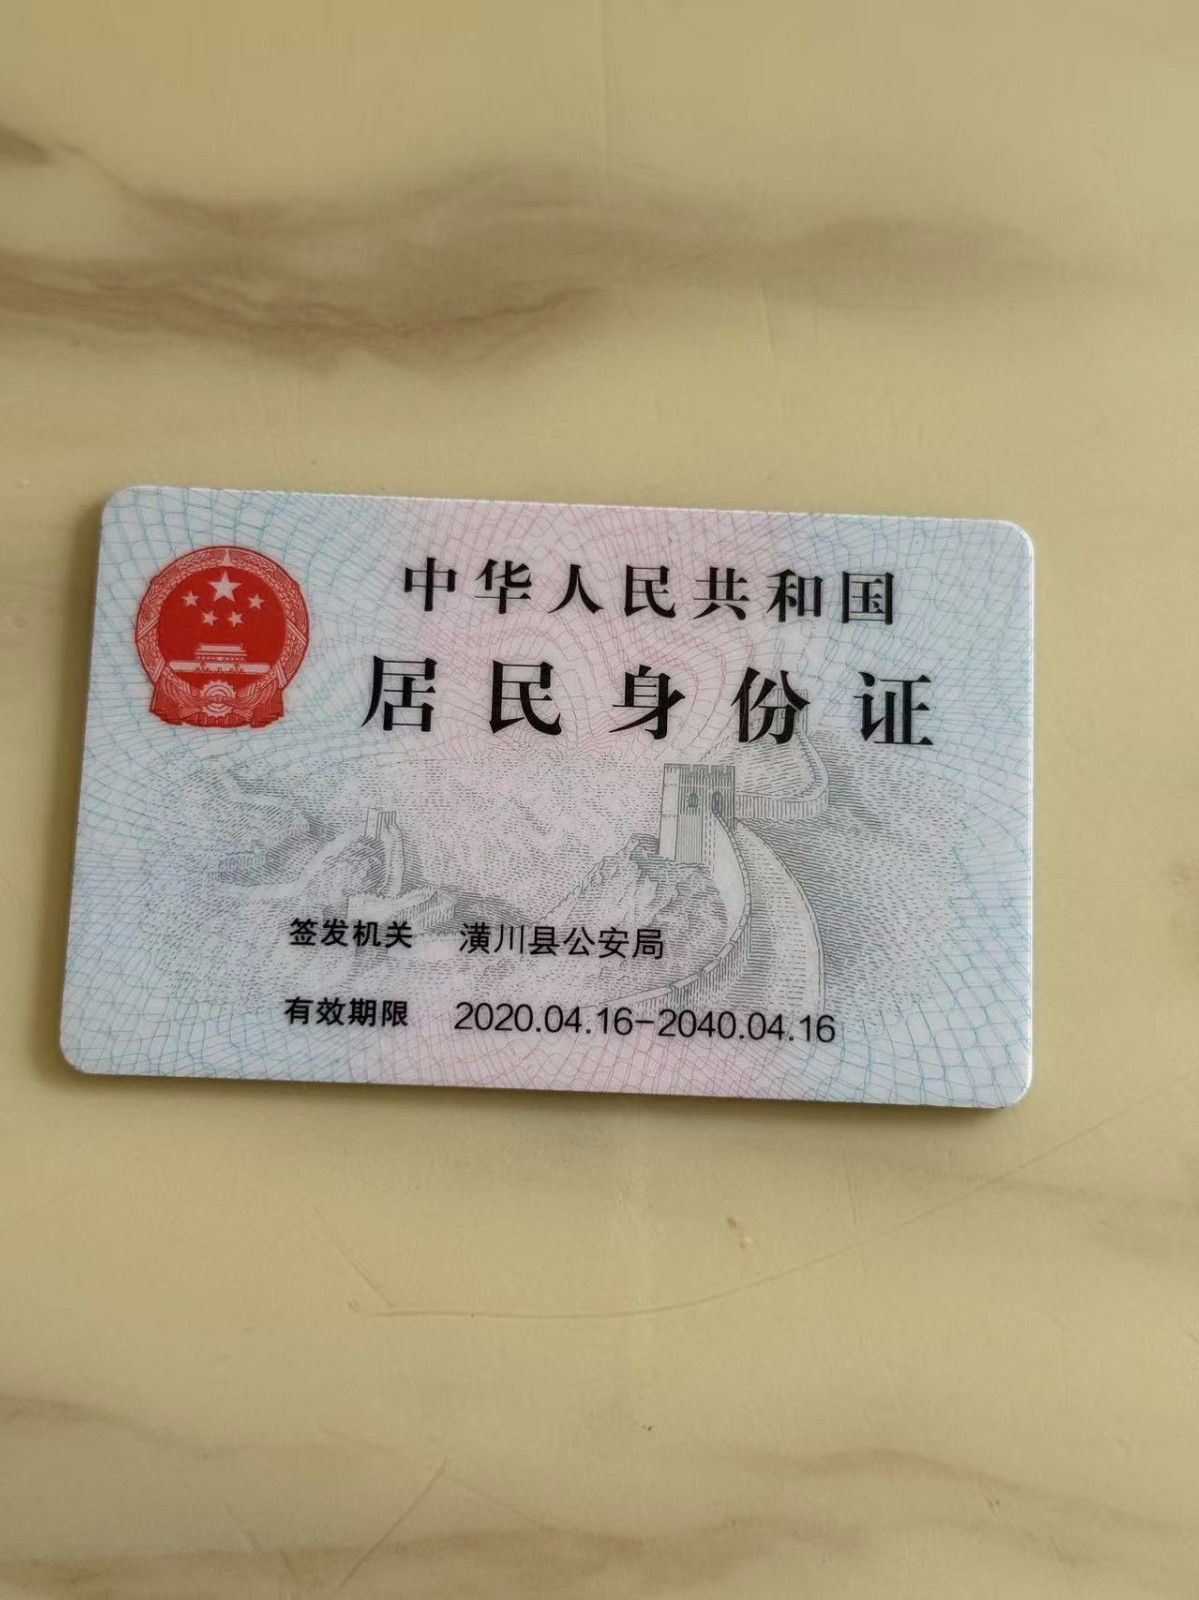 中华人民共和国
居民身份证
签发机关 潢川县公安局
有效期限 2020.04.16-2040.04.16